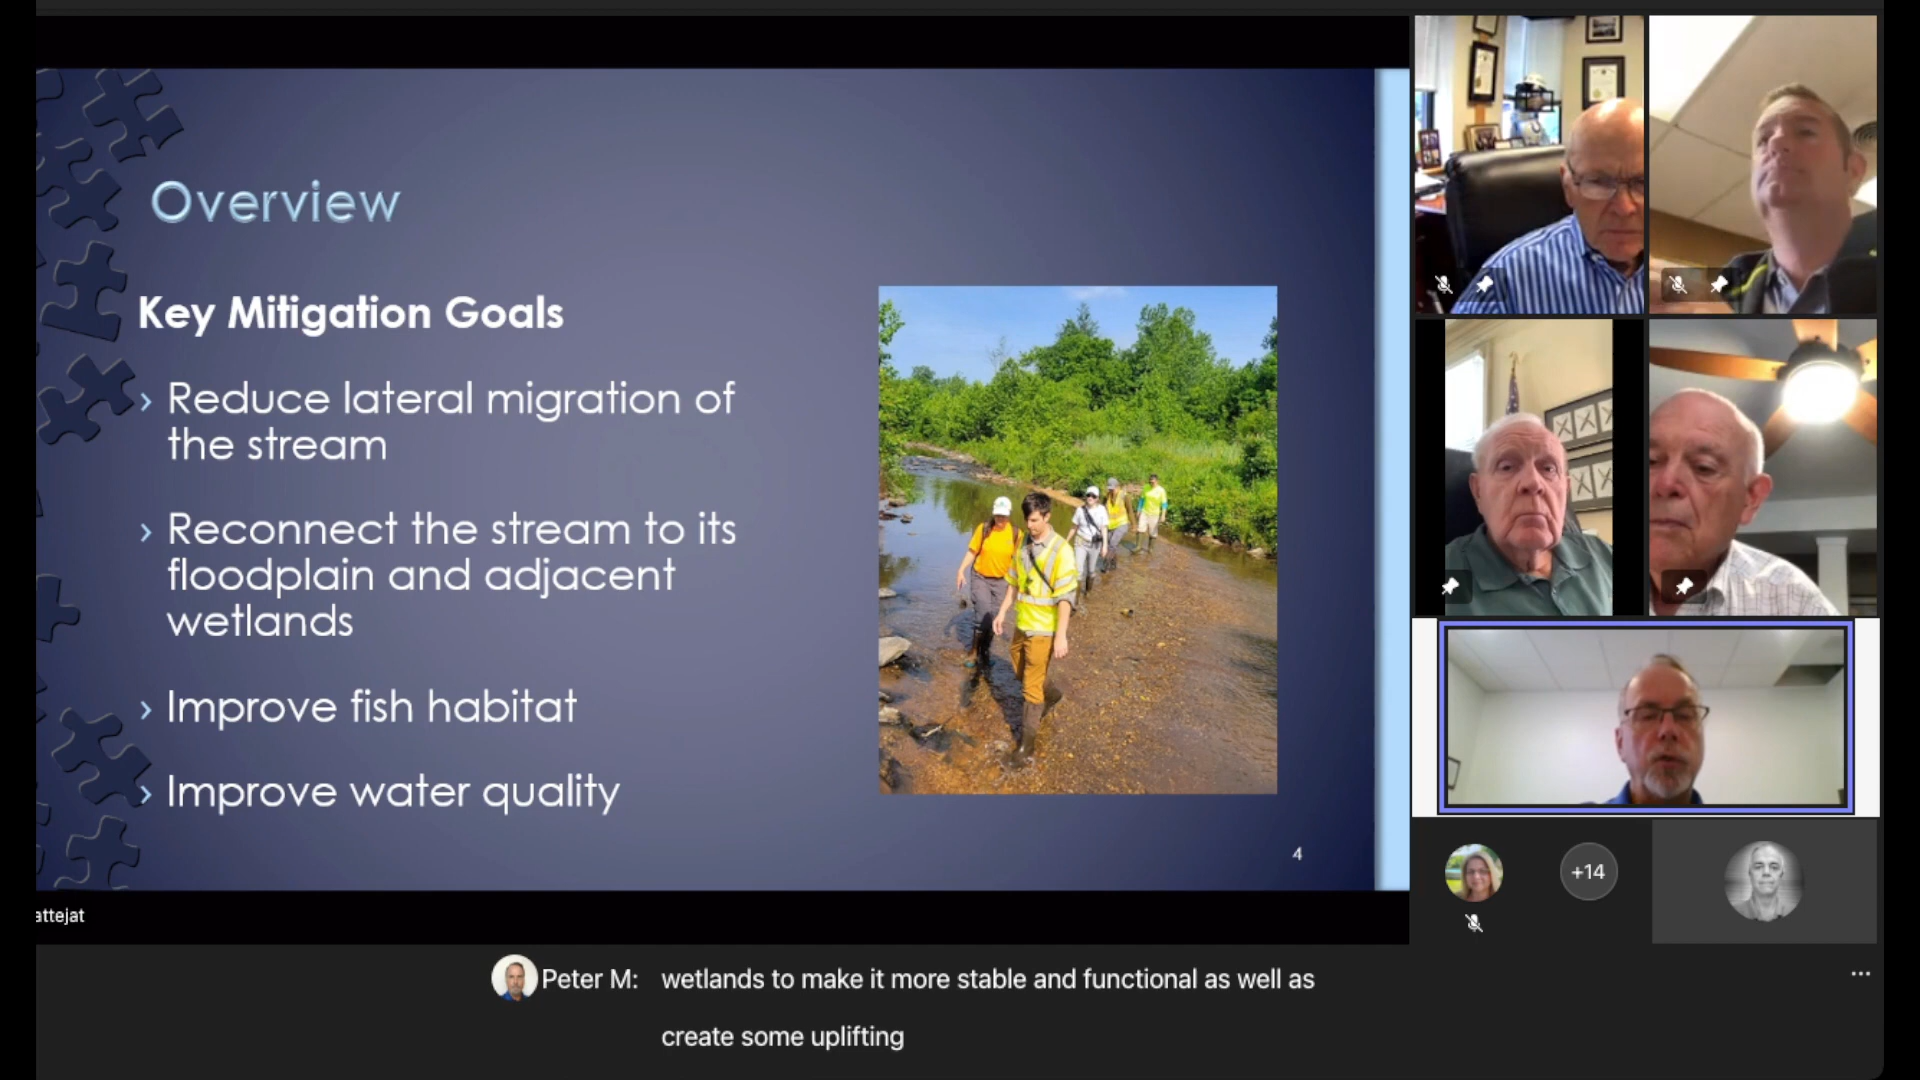 Overview
Key Mitigation Goals
› Reduce lateral migration of
the stream
› Reconnect the stream to its
floodplain and adjacent
wetlands
› Improve fish habitat
› Improve water quality
4
attejat
+14
Peter M: wetlands to make it more stable and functional as well as
create some uplifting